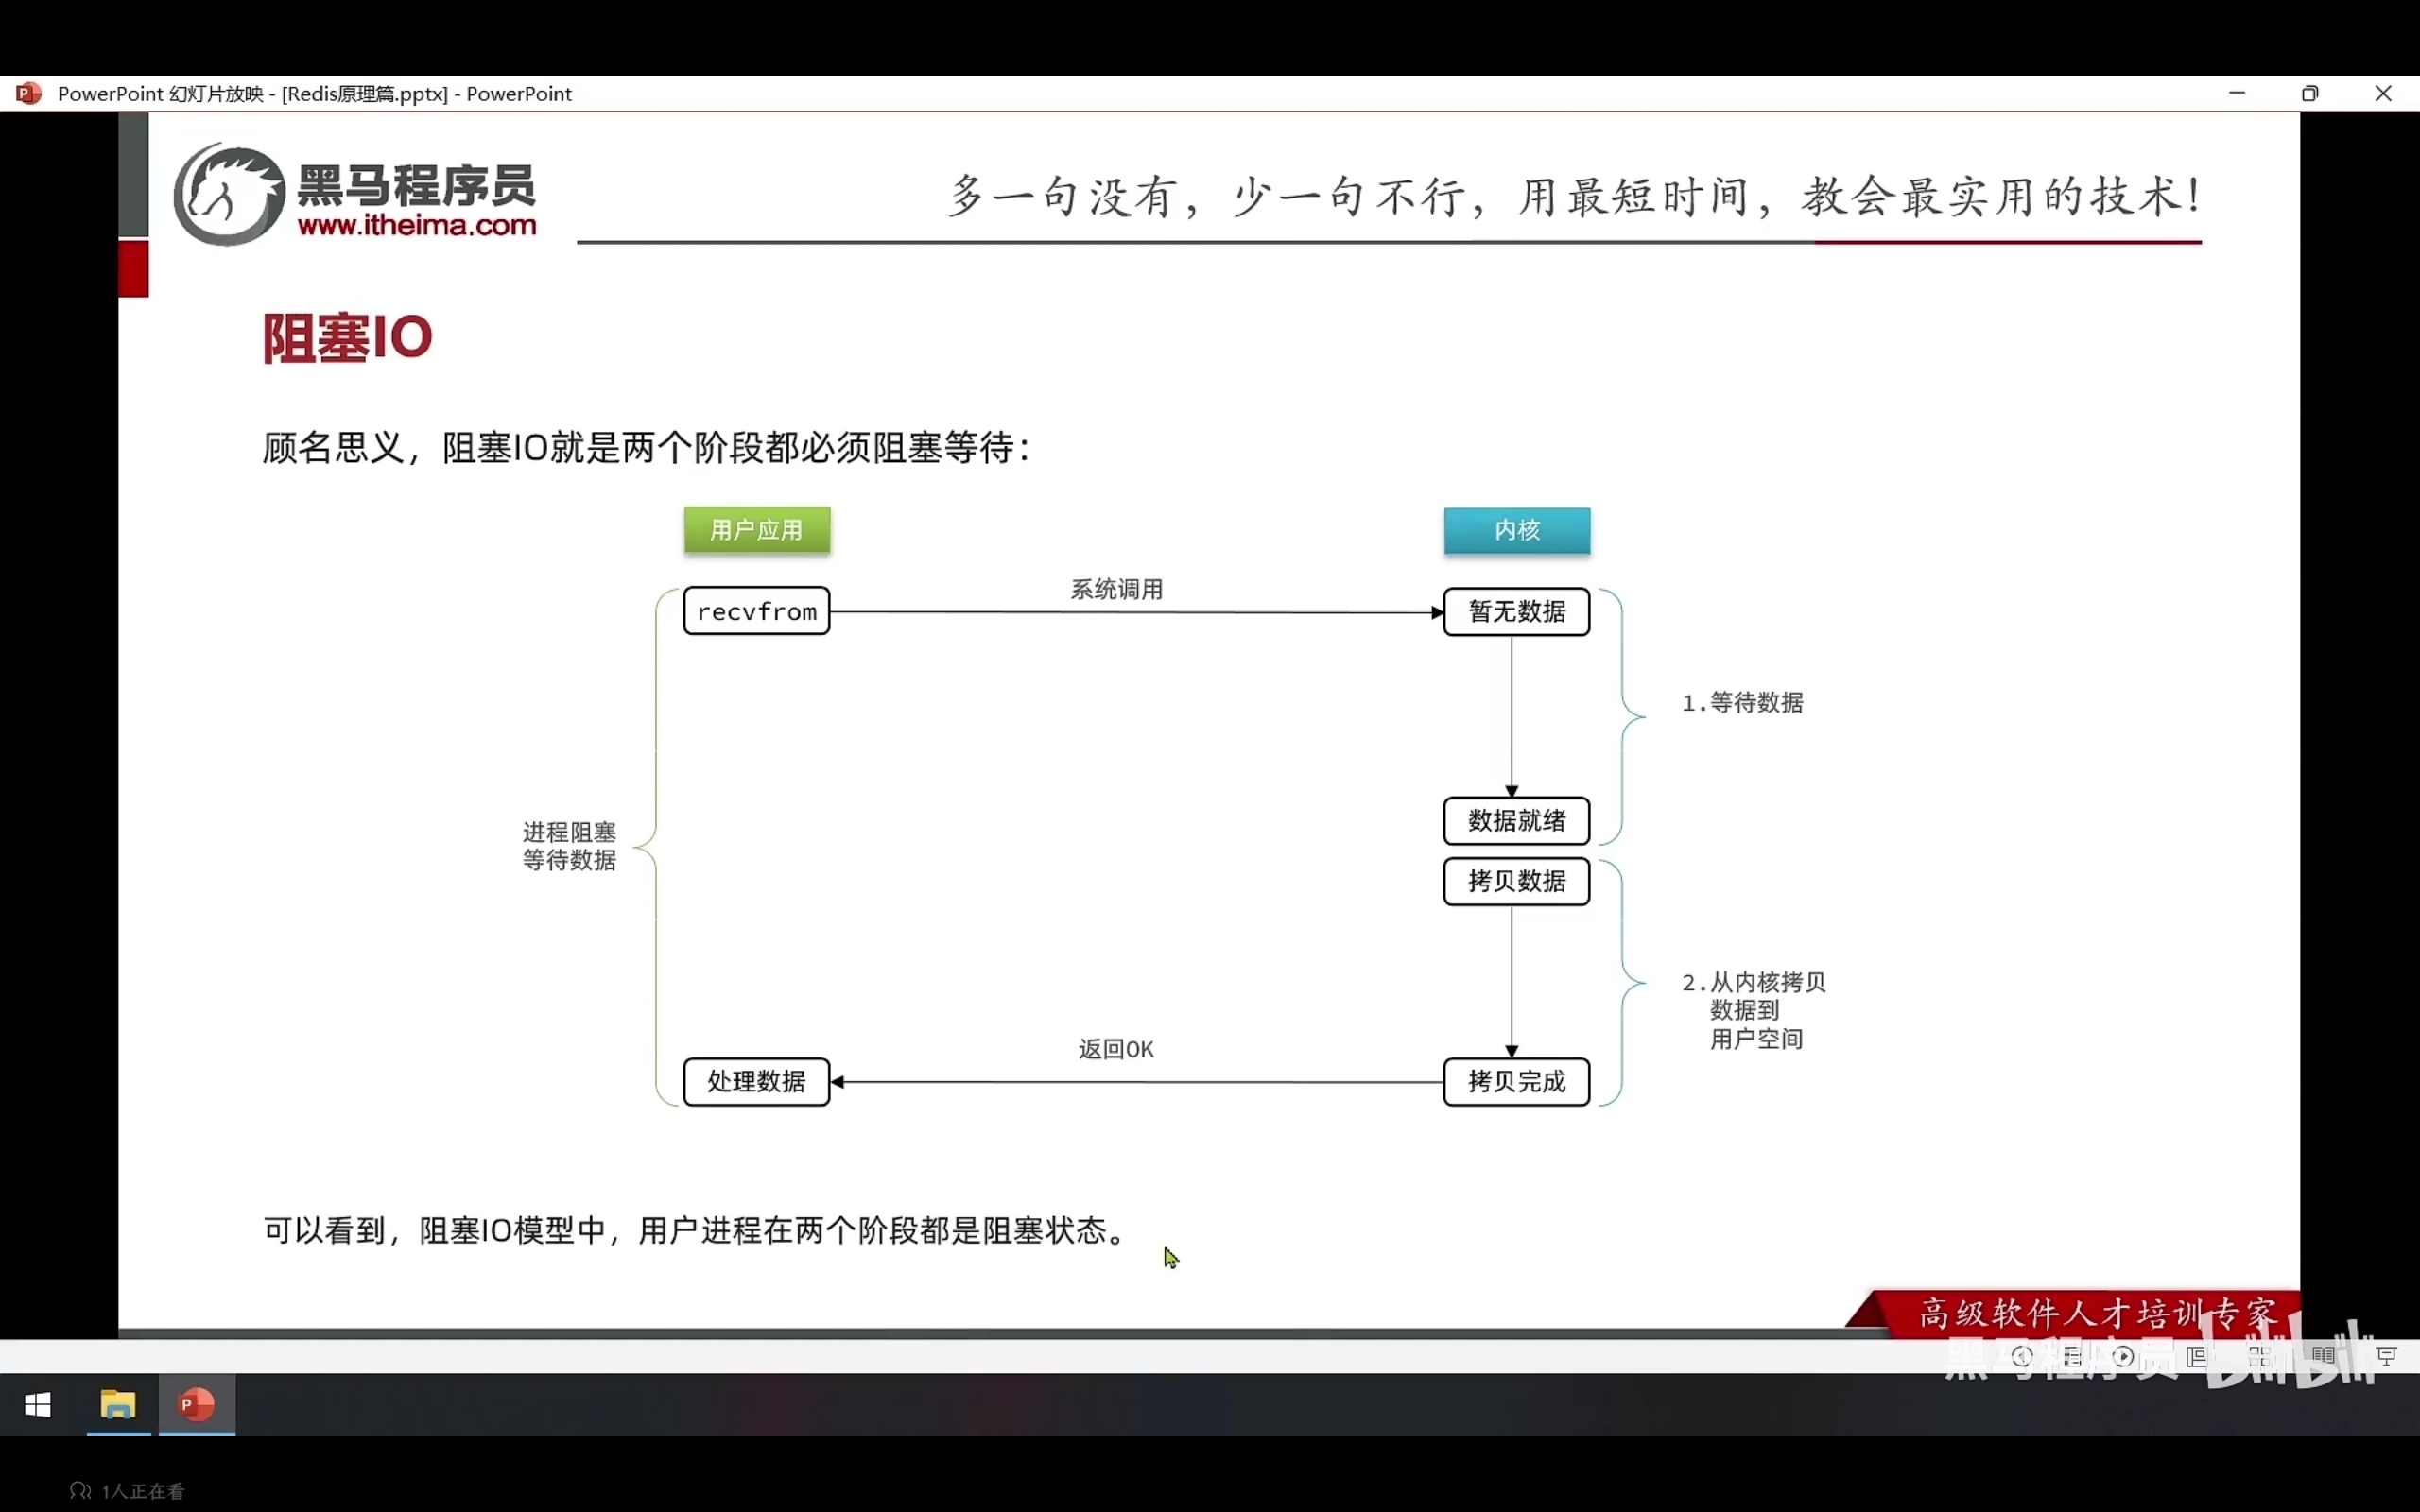 PowerPoint 幻灯片放映 - [Redis原理篇.pptx] - PowerPoint
黑马程序员
www.itheima.com
多一句没有，少一句不行，用最短时间，教会最实用的技术！
阻塞IO
顾名思义，阻塞IO就是两个阶段都必须阻塞等待：
用户应用
内核
系统调用
recvfrom
暂无数据
1.等待数据
数据就绪
进程阻塞
等待数据
拷贝数据
2.从内核拷贝
数据到
用户空间
返回OK
处理数据
拷贝完成
可以看到，阻塞IO模型中，用户进程在两个阶段都是阻塞状态。
高级软件人才培训专家
黑马程序员 bilibili
1人正在看